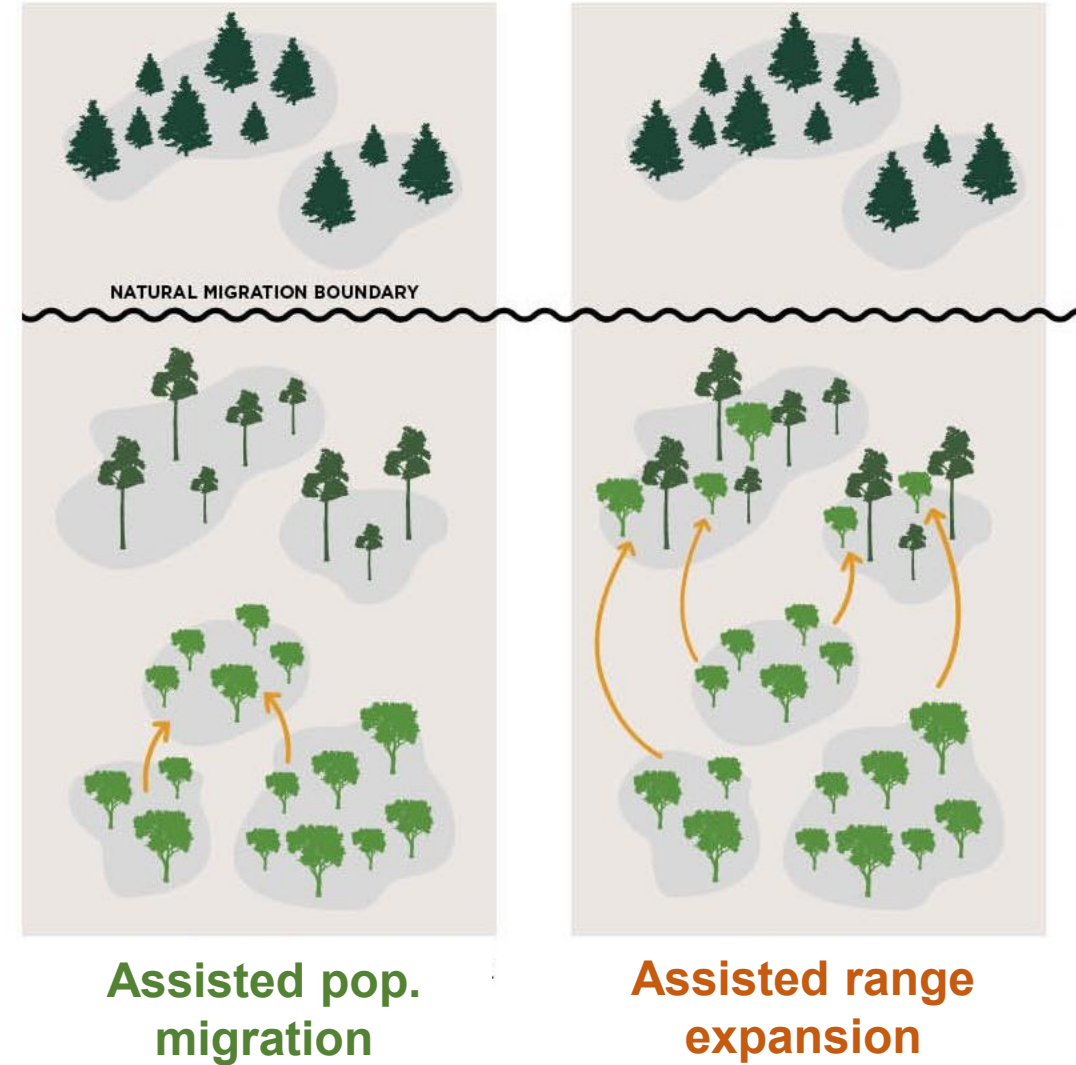 NATURAL MIGRATION BOUNDARY
Assisted pop.
migration
Assisted range
expansion